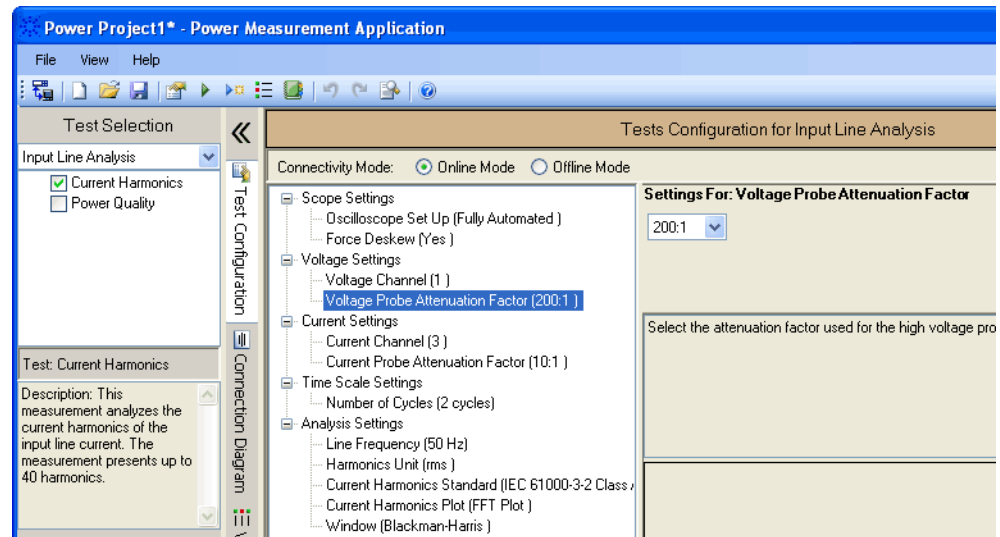 Power Project1* - Power Measurement Application
File View Help
Test Selection
Tests Configuration for Input Line Analysis
Input Line Analysis
Current Harmonics
Power Quality
Test: Current Harmonics
Description: This
measurement analyzes the
current harmonics of the
input line current. The
measurement presents up to
40 harmonics.
Test Configuration
Connection Diagram
Connectivity Mode: Online Mode Offline Mode
Scope Settings
Oscilloscope Set Up (Fully Automated )
Force Deskew (Yes )
Voltage Settings
Voltage Channel (1 )
Voltage Probe Attenuation Factor (200:1 )
Current Settings
Current Channel (3 )
Current Probe Attenuation Factor (10:1 )
Time Scale Settings
Number of Cycles (2 cycles)
Analysis Settings
Line Frequency (50 Hz)
Harmonics Unit (rms )
Current Harmonics Standard (IEC 61000-3-2 Class
Current Harmonics Plot (FFT Plot )
Window (Blackman-Harris )
Settings For: Voltage Probe Attenuation Factor
200:1
Select the attenuation factor used for the high voltage pro